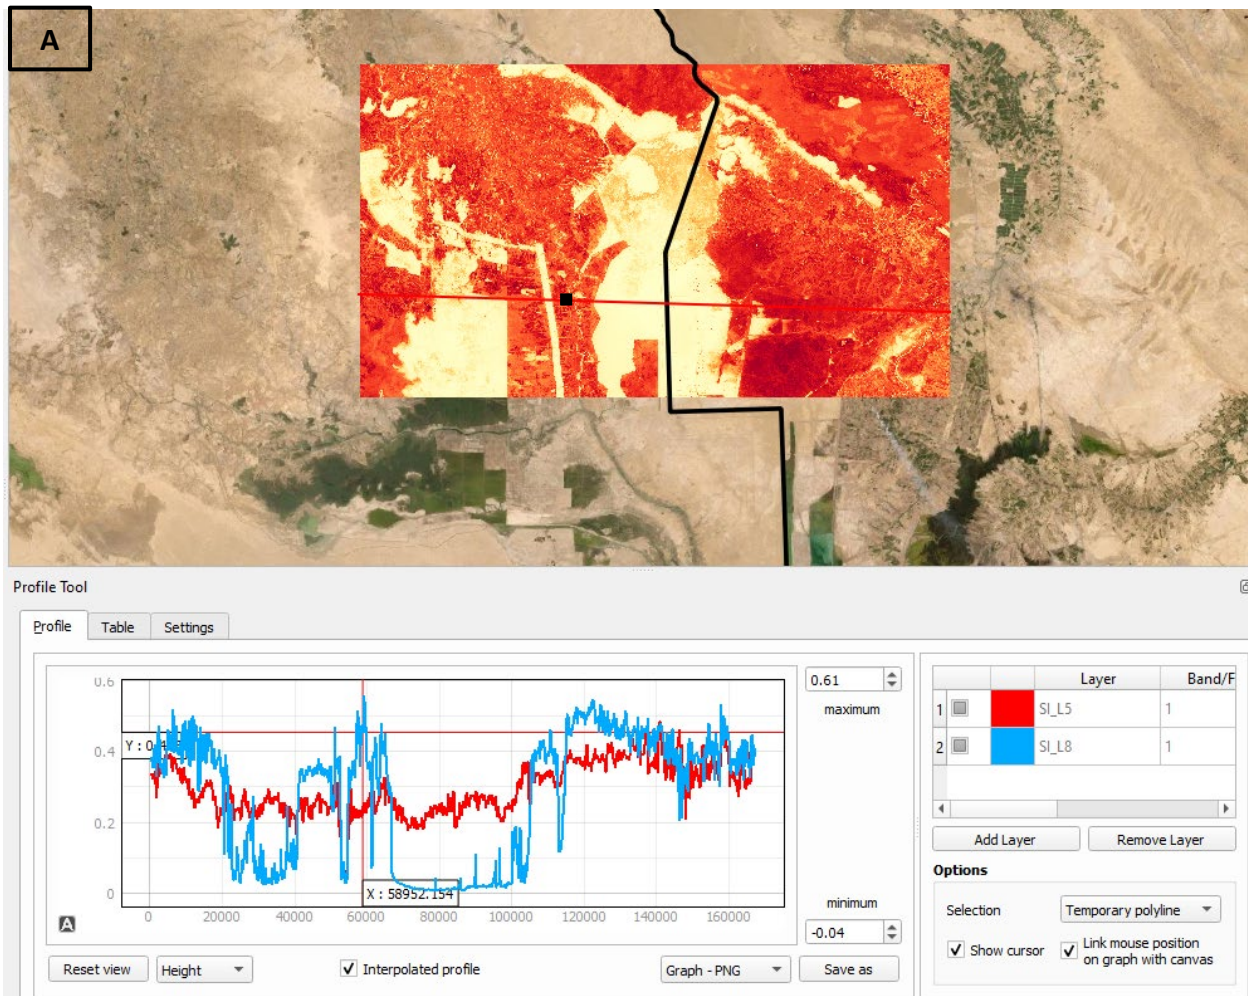 A
Profile Tool
Profile Table Settings
0.6
0.4
0.2
0
Y : 0.4
X : 58952.154
0 20000 40000 60000 80000 100000 120000 140000 160000
A
0.61
maximum
minimum
-0.04
Layer Band/F
1 SI_L5 1
2 SI_L8 1
Add Layer Remove Layer
Options
Selection Temporary polyline
Show cursor Link mouse position
on graph with canvas
Reset view Height Interpolated profile Graph - PNG Save as